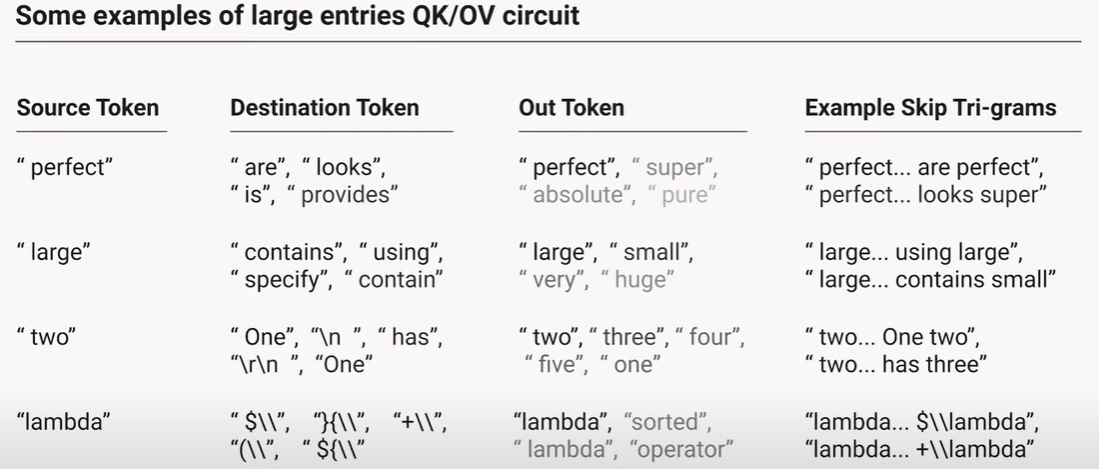 Some examples of large entries QK/OV circuit
Source Token Destination Token Out Token Example Skip Tri-grams
“ perfect” “ are”, “ looks”, “ perfect”, “ super”, “ perfect... are perfect”,
“ is”, “ provides” “ absolute”, “ pure” “ perfect... looks super”
“ large” “ contains”, “ using”, “ large”, “ small”, “ large... using large”,
“ specify”, “ contain” “ very”, “ huge” “ large... contains small”
“ two” “ One”, “\n ”, “ has”, “ two”, “ three”, “ four”, “ two... One two”,
“\r\n ”, “One” “ five”, “ one” “ two... has three”
“lambda” “ $\\”, “}{\\”, “+\\”, “lambda”, “sorted”, “lambda... $\\lambda”,
“(\\”, “ ${\\” “ lambda”, “operator” “lambda... +\\lambda”